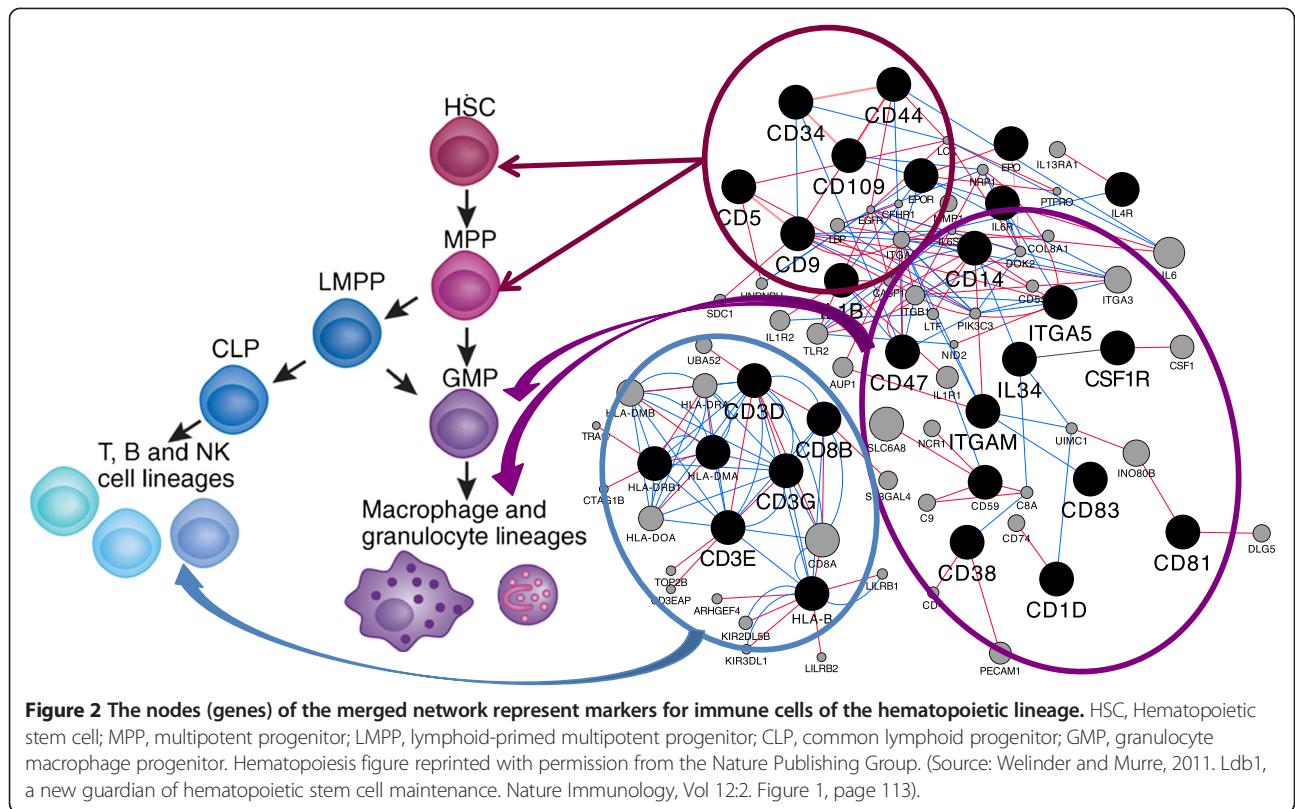 HSC
MPP
LMPP
CLP
GMP
T, B and NK
cell lineages
Macrophage and
granulocyte lineages
CD44
CD34
CD109
CD5
CD9
EPOR
EPO
IL13RA1
NRP1
PTPRO
IL4R
EGFR
CFHR1
MMP1
IL6R
LBP
COL8A1
DOK2
IL6
CD14
SDC1
IL1R2
TLR2
ITGB1
LTF
PIK3C3
ITGA3
ITGA5
NID2
CD47
AUP1
IL1R1
IL34
CSF1R
CSF1
ITGAM
UIMC1
SLC6A8
NCR1
INO80B
CD59
C8A
CD83
C9
CD74
CD38
CD1D
CD81
DLG5
PECAM1
UBA52
HLA-DMB
HLA-DRA
CD3D
CD8B
HLA-DRB1
HLA-DMA
CD3G
CTAG1B
HLA-DOA
CD3E
CD8A
TOP2B
CD3EAP
ARHGEF4
HLA-B
LILRB1
KIR2DL5B
KIR3DL1
LILRB2
Figure 2 The nodes (genes) of the merged network represent markers for immune cells of the hematopoietic lineage. HSC, Hematopoietic
stem cell; MPP, multipotent progenitor; LMPP, lymphoid-primed multipotent progenitor; CLP, common lymphoid progenitor; GMP, granulocyte
macrophage progenitor. Hematopoiesis figure reprinted with permission from the Nature Publishing Group. (Source: Welinder and Murre, 2011. Ldb1,
a new guardian of hematopoietic stem cell maintenance. Nature Immunology, Vol 12:2. Figure 1, page 113).